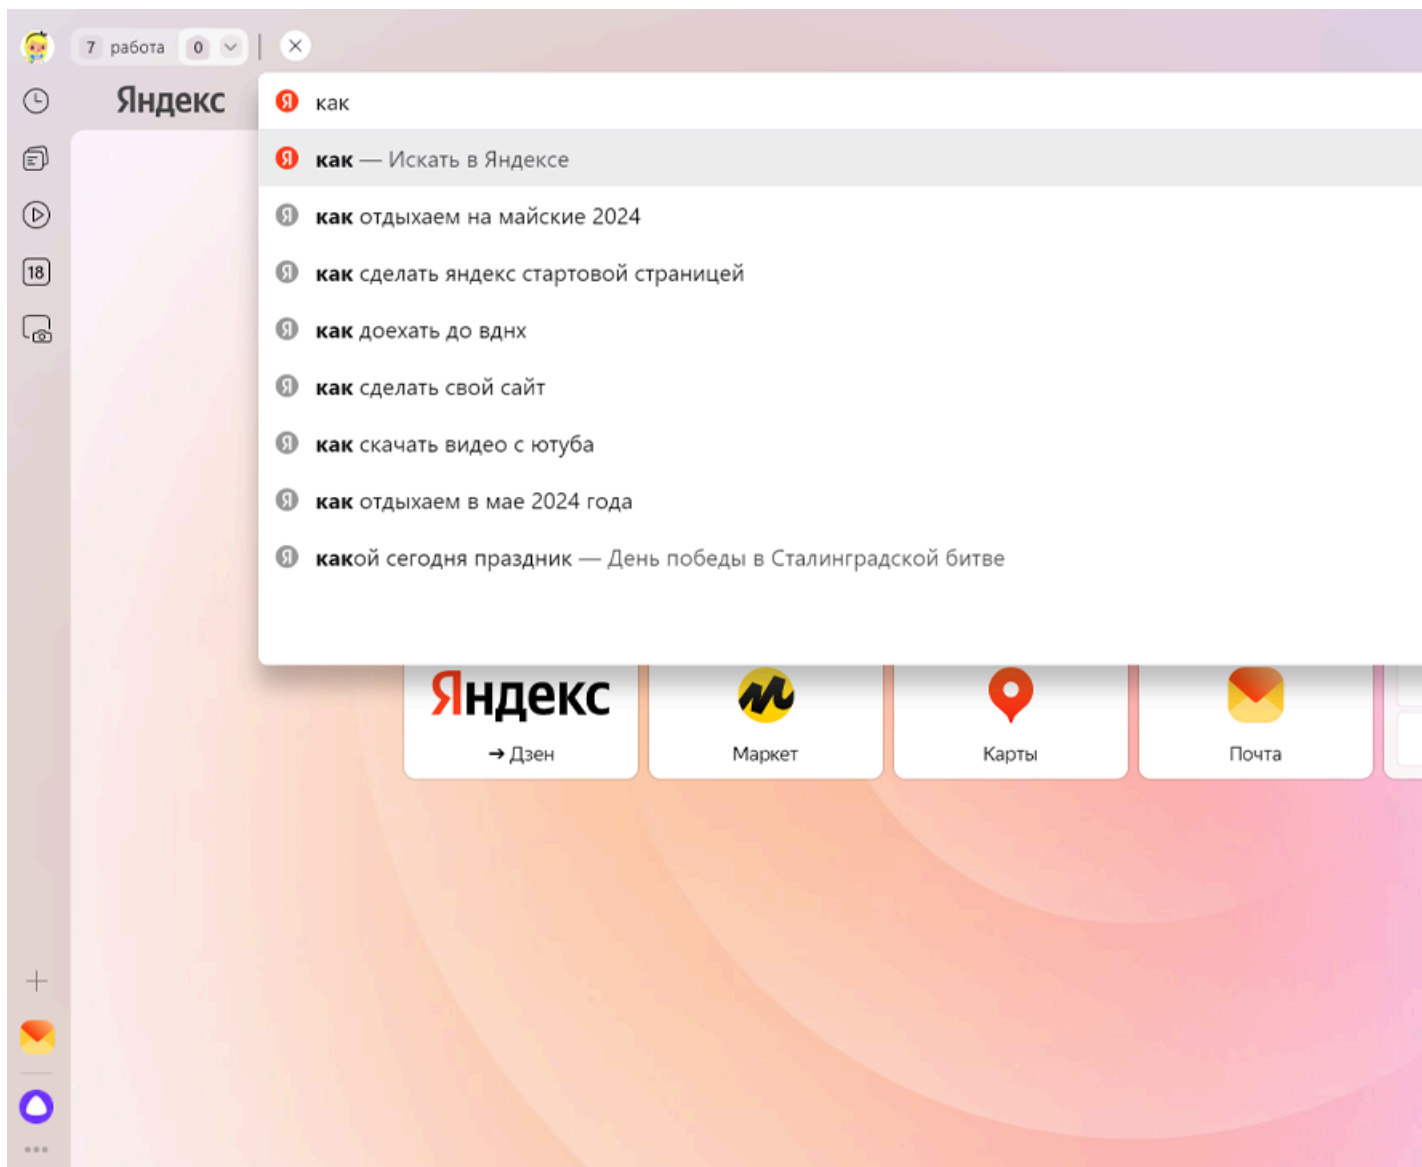 7 работа 0
Яндекс
Я как
Я как — Искать в Яндексе
Я как отдыхаем на майские 2024
Я как сделать яндекс стартовой страницей
18
Я как доехать до вднх
Я как сделать свой сайт
Я как скачать видео с ютуба
Я как отдыхаем в мае 2024 года
Я какой сегодня праздник — День победы в Сталинградской битве
Яндекс
➔ Дзен
Маркет
Карты
Почта